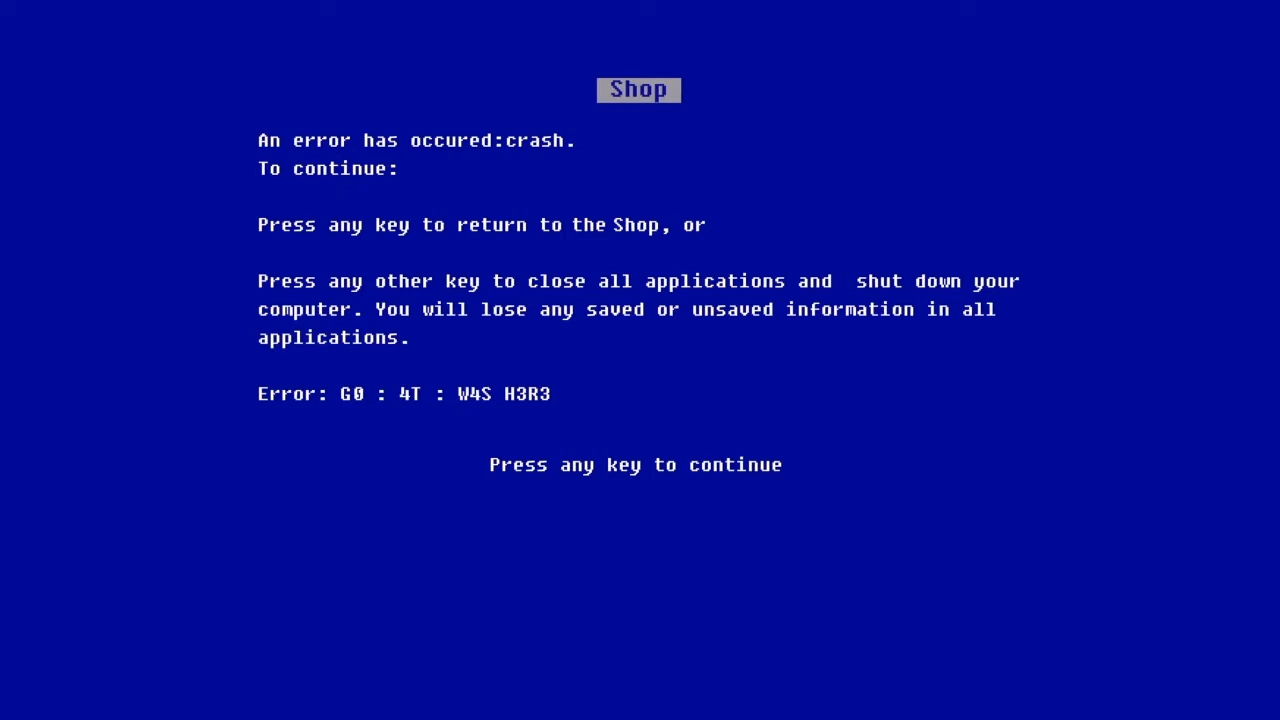 Shop
An error has occured:crash.
To continue:
Press any key to return to the Shop, or
Press any other key to close all applications and  shut down your
computer. You will lose any saved or unsaved information in all
applications.
Error: G0 : 4T : W4S H3R3
Press any key to continue